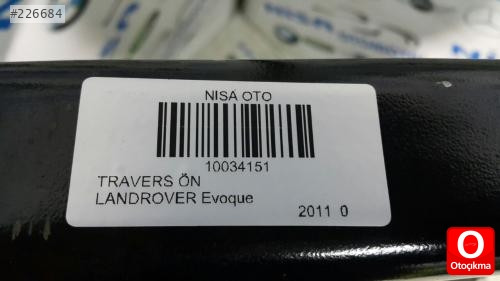 #226684
NISA OTO
10034151
TRAVERS ÖN
LANDROVER Evoque
2011 0
Otoçıkma